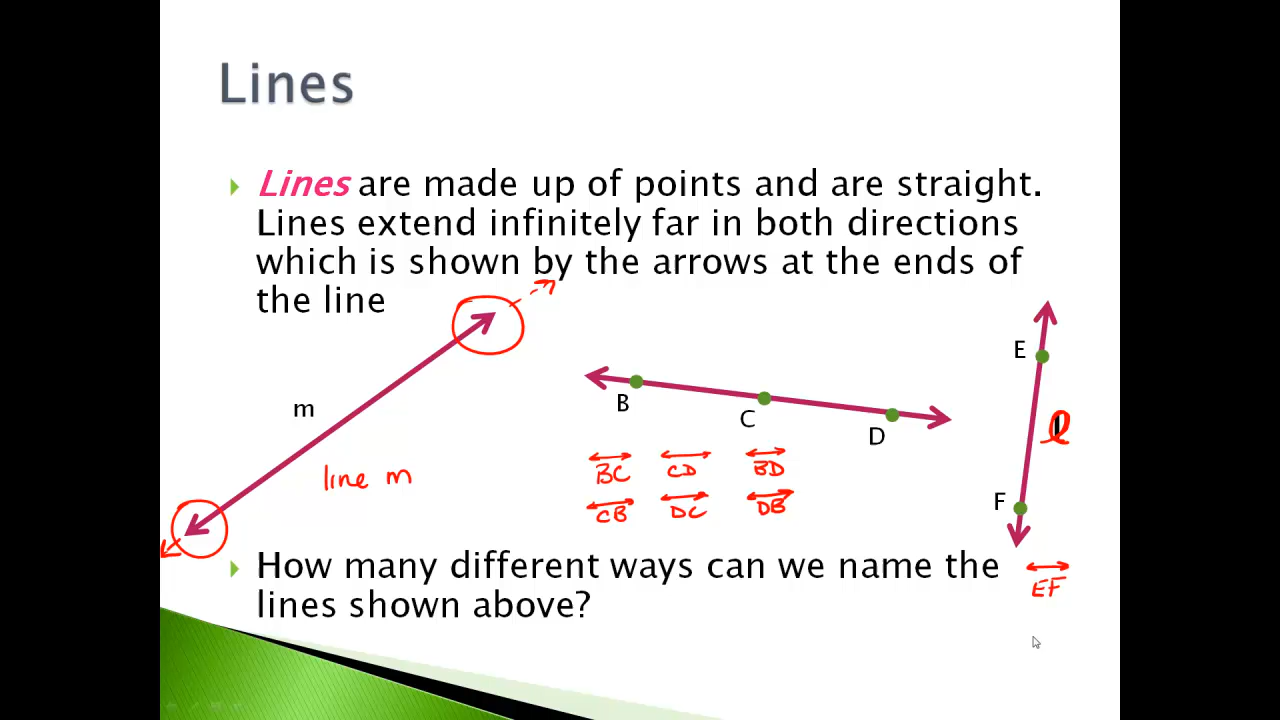 Lines
Lines are made up of points and are straight.
Lines extend infinitely far in both directions
which is shown by the arrows at the ends of
the line
m
line m
B
C
D
BC CD BD
CB DC DB
E
l
F
EF
How many different ways can we name the
lines shown above?